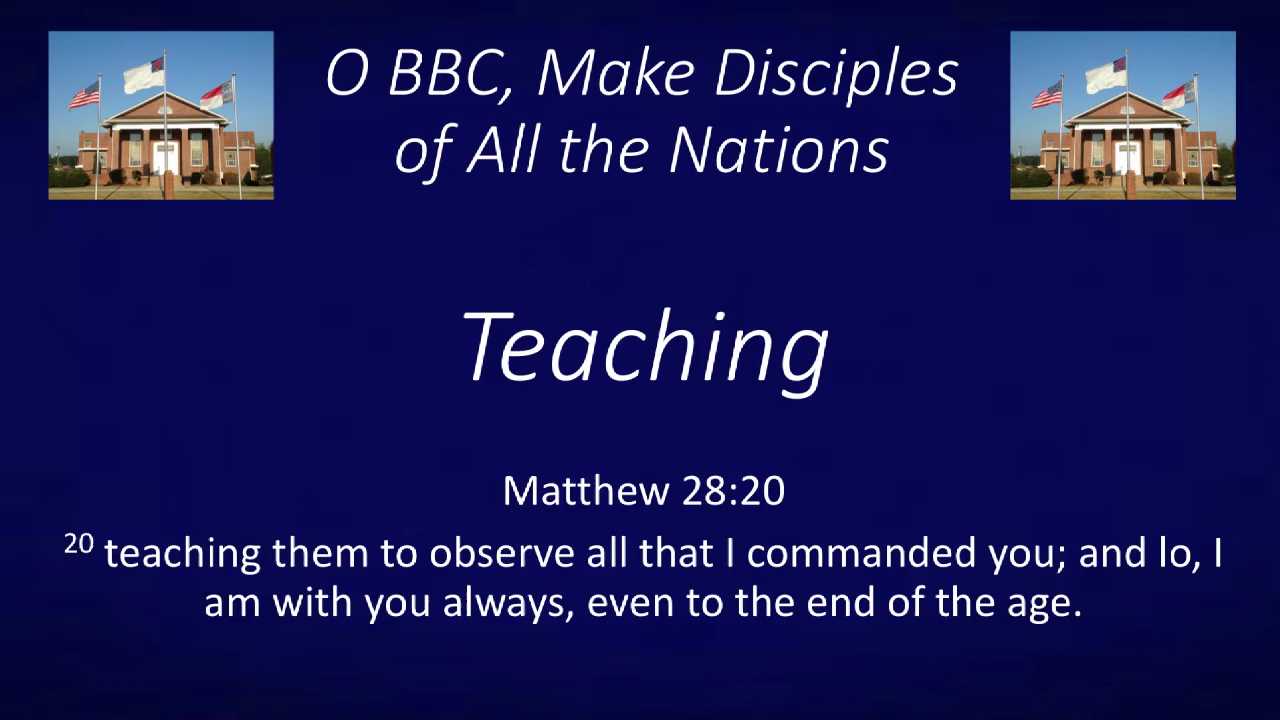 O BBC, Make Disciples
of All the Nations
Teaching
Matthew 28:20
20 teaching them to observe all that I commanded you; and lo, I
am with you always, even to the end of the age.